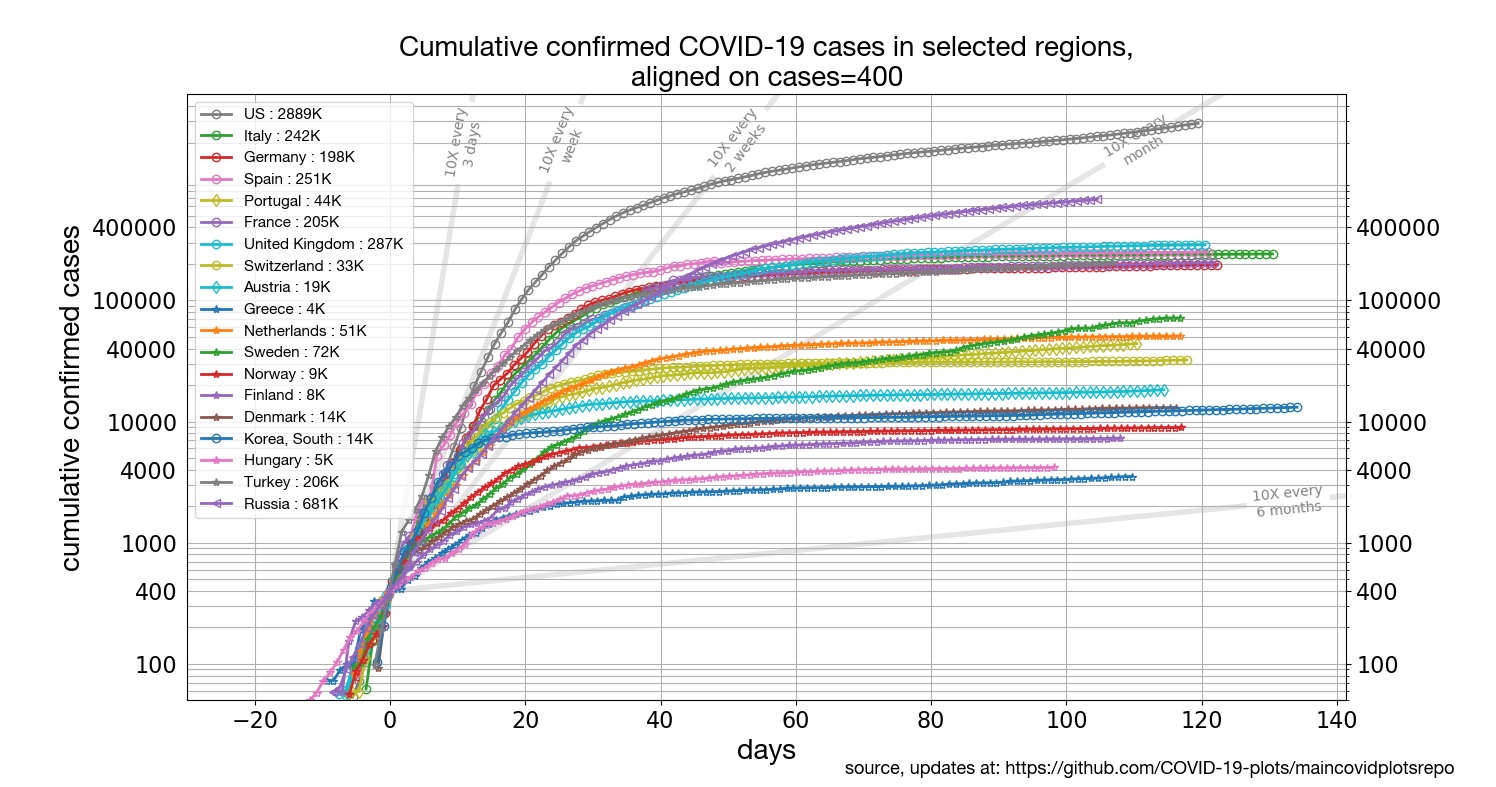 Cumulative confirmed COVID-19 cases in selected regions,
aligned on cases=400
US : 2889K
Italy : 242K
Germany : 198K
Spain : 251K
Portugal : 44K
France : 205K
United Kingdom : 287K
Switzerland : 33K
Austria : 19K
Greece : 4K
Netherlands : 51K
Sweden : 72K
Norway : 9K
Finland : 8K
Denmark : 14K
Korea, South : 14K
Hungary : 5K
Turkey : 206K
Russia : 681K
10X every
3 days
10X every
week
10X every
2 weeks
10X every
month
10X every
6 months
cumulative confirmed cases
400000
100000
40000
10000
4000
1000
400
100
400000
100000
40000
10000
4000
1000
400
100
−20 0 20 40 60 80 100 120 140
days
source, updates at: https://github.com/COVID-19-plots/maincovidplotsrepo